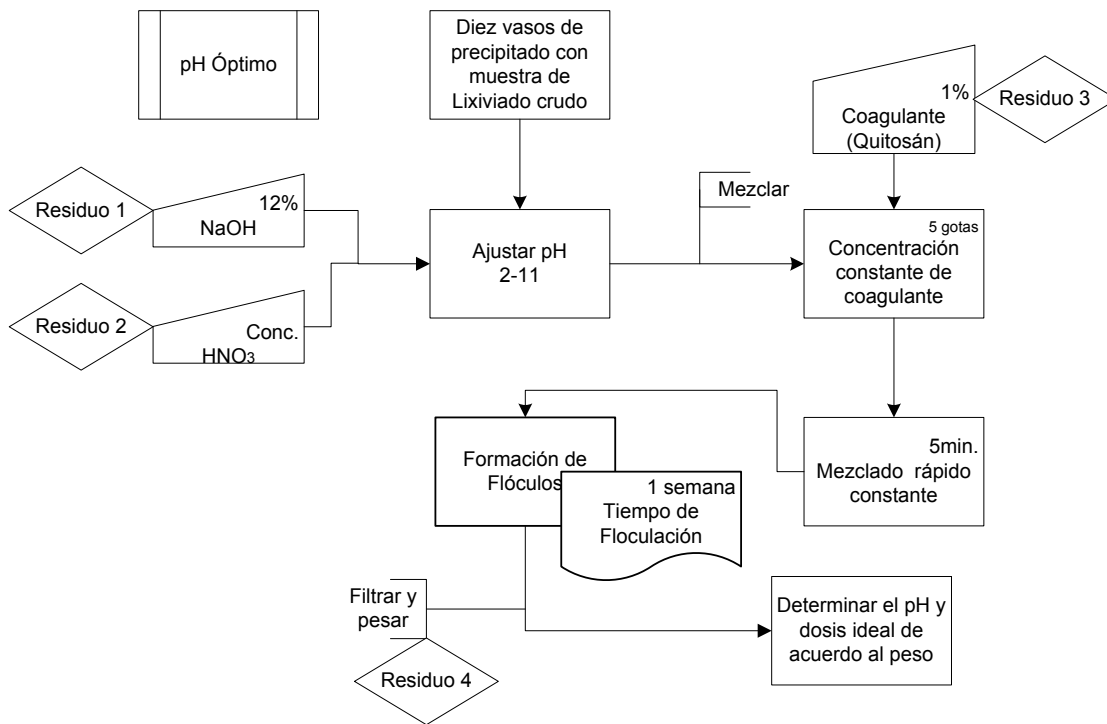 pH Óptimo
Diez vasos de
precipitado con
muestra de
Lixiviado crudo
1%
Coagulante
(Quitosán)
Residuo 3
Residuo 1
12%
NaOH
Mezclar
Ajustar pH
2-11
5 gotas
Concentración
constante de
coagulante
Residuo 2
Conc.
HNO3
5min.
Mezclado rápido
constante
Formación de
Flóculos
1 semana
Tiempo de
Floculación
Filtrar y
pesar
Residuo 4
Determinar el pH y
dosis ideal de
acuerdo al peso